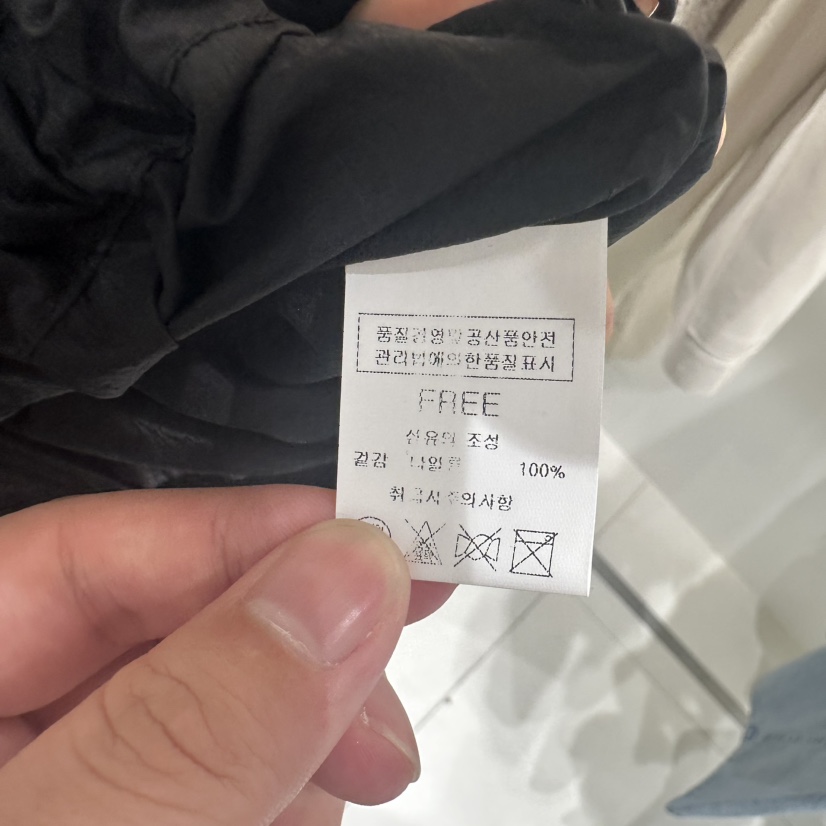 품질경영및공산품안전
관리법에의한품질표시
FREE
섬유의 조성
겉감 나일론 100%
취급시주의사항